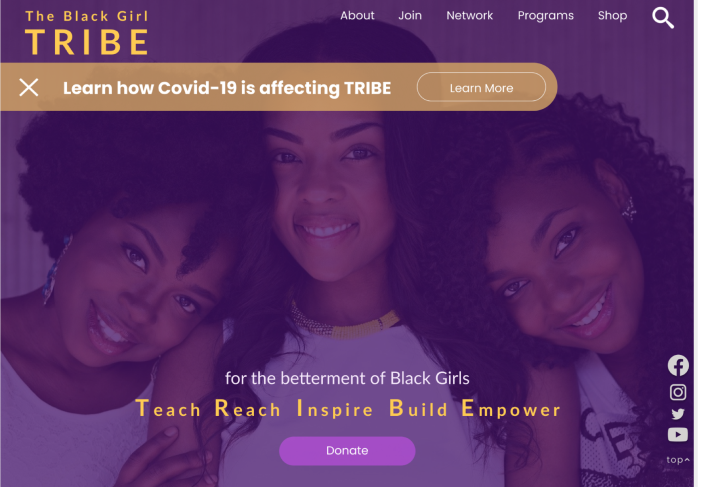 The Black Girl
TRIBE
About Join Network Programs Shop
Learn how Covid-19 is affecting TRIBE Learn More
for the betterment of Black Girls
Teach Reach Inspire Build Empower
Donate
top^